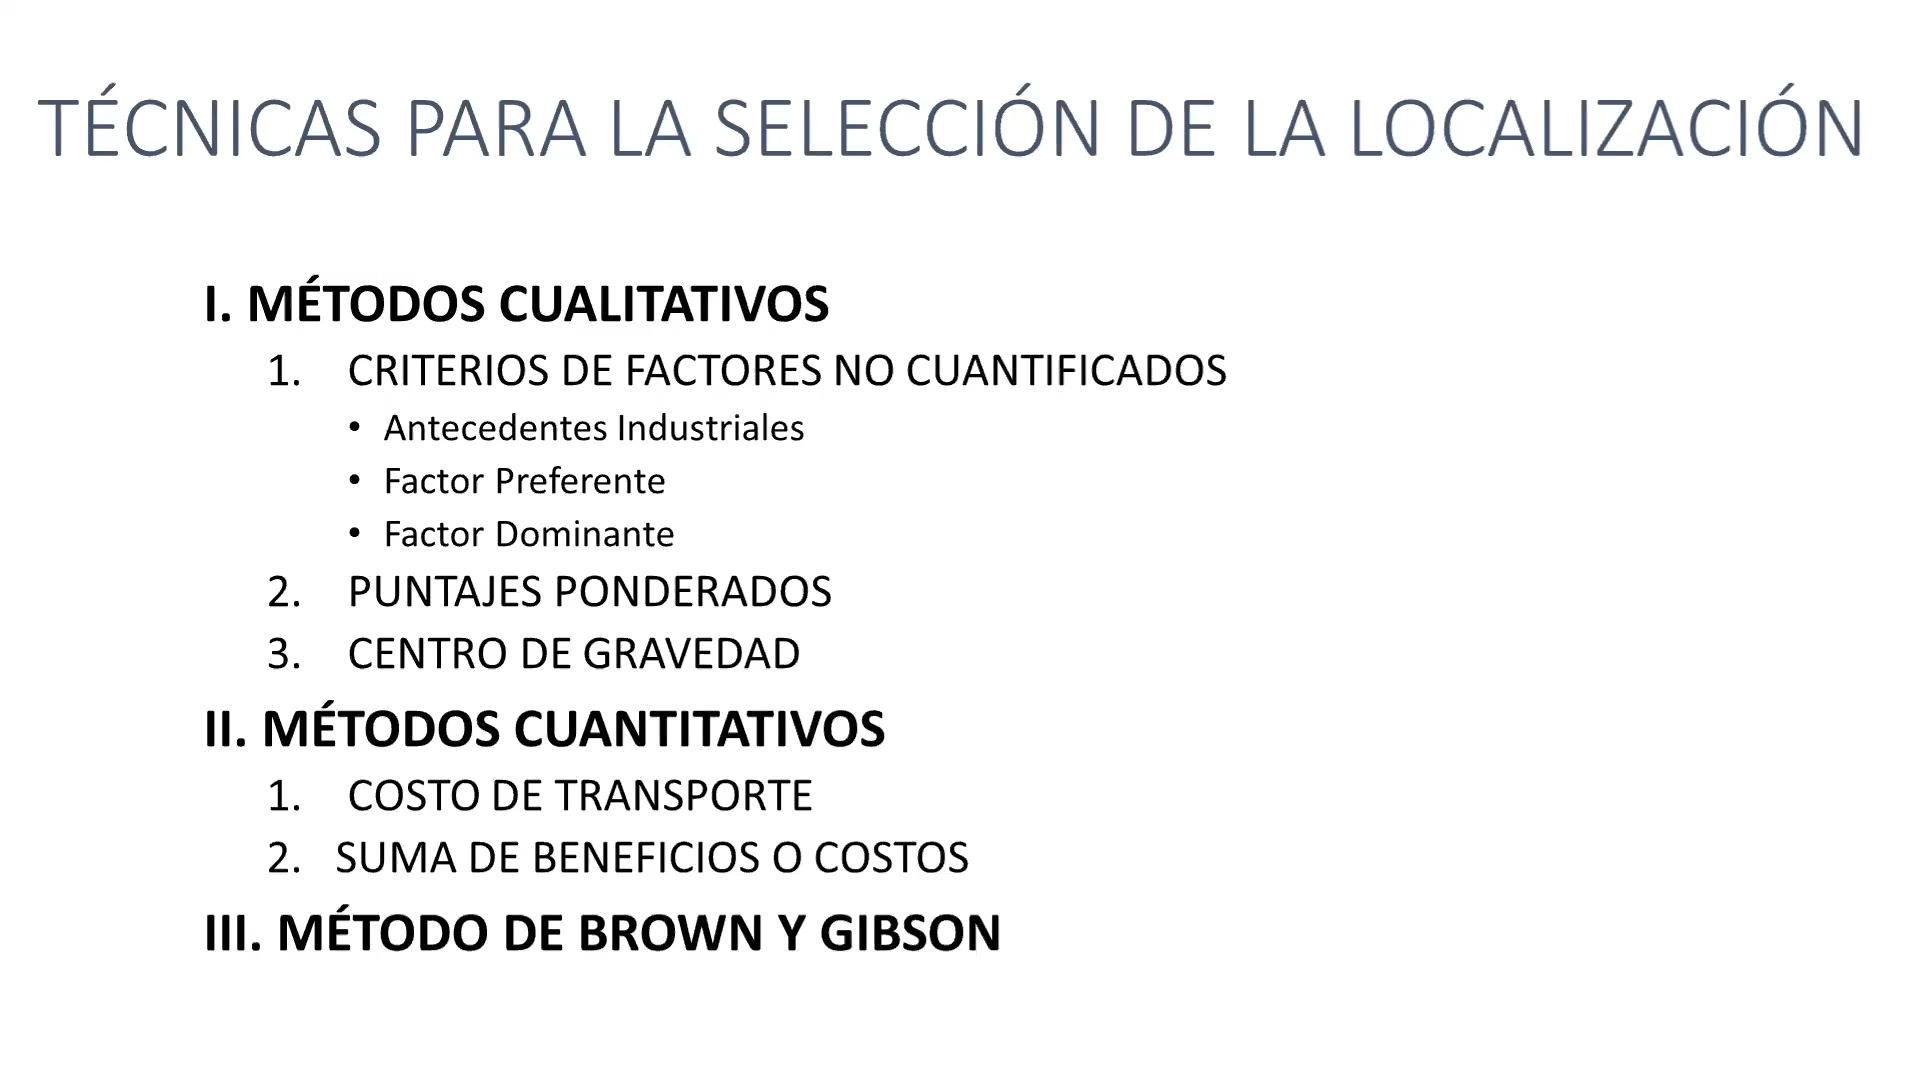 TÉCNICAS PARA LA SELECCIÓN DE LA LOCALIZACIÓN
I. MÉTODOS CUALITATIVOS
1. CRITERIOS DE FACTORES NO CUANTIFICADOS
• Antecedentes Industriales
• Factor Preferente
• Factor Dominante
2. PUNTAJES PONDERADOS
3. CENTRO DE GRAVEDAD
II. MÉTODOS CUANTITATIVOS
1. COSTO DE TRANSPORTE
2. SUMA DE BENEFICIOS O COSTOS
III. MÉTODO DE BROWN Y GIBSON